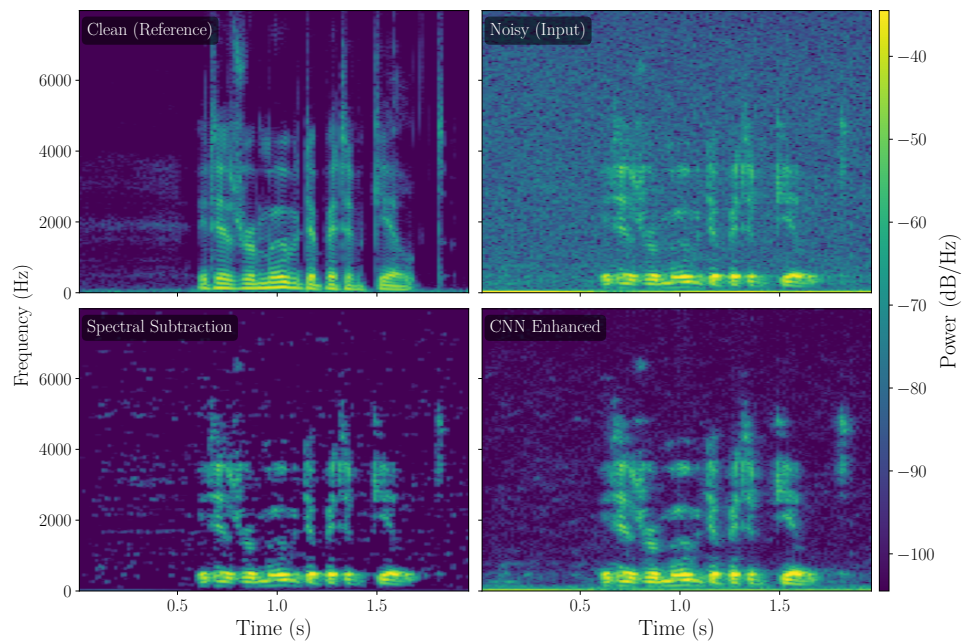 Clean (Reference)
Noisy (Input)
Spectral Subtraction
CNN Enhanced
Frequency (Hz)
6000
4000
2000
0
6000
4000
2000
0
0.5
1.0
1.5
0.5
1.0
1.5
Time (s)
Time (s)
−40
−50
−60
−70
−80
−90
−100
Power (dB/Hz)